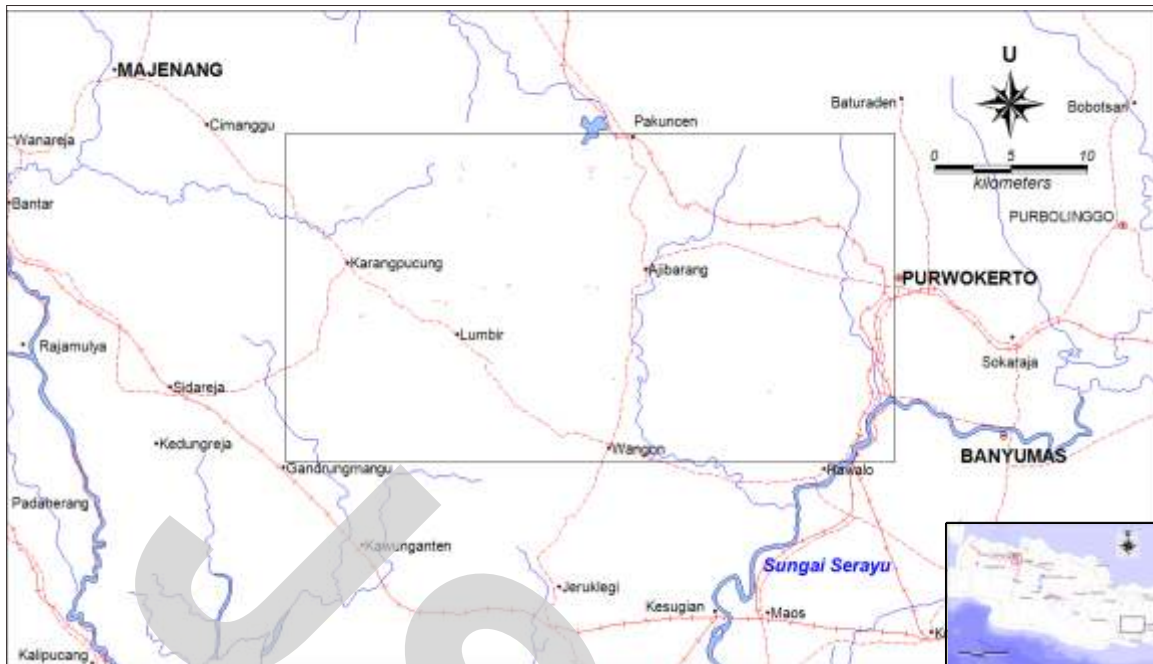 U
MAJENANG
Baturaden
Bobotsari
Cimanggu
Pakuncen
Wanareja
0 5 10
kilometers
Bantar
PURBOLINGGO
Karangpucung
Ajibarang
PURWOKERTO
Lumbir
Rajamulya
Sokaraja
Sidareja
Kedungreja
Wangon
BANYUMAS
Gandrungmangu
Rawalo
Padaherang
Kawunganten
Sungai Serayu
Jeruklegi
Kesugian
Maos
Kalipucang